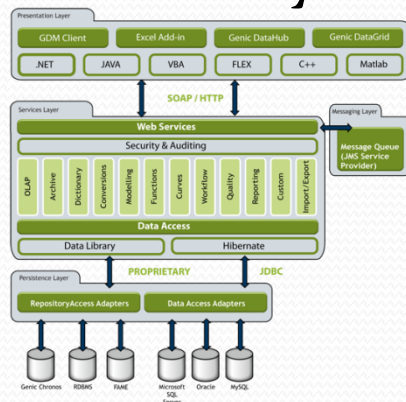 Presentation Layer
GDM Client
Excel Add-in
Genic DataHub
Genic DataGrid
.NET
JAVA
VBA
FLEX
C++
Matlab
SOAP / HTTP
Services Layer
Web Services
Security & Auditing
OLAP
Archive
Dictionary
Conversions
Modelling
Functions
Curves
Workflow
Quality
Reporting
Custom
Import/Export
Data Access
Data Library
Hibernate
Messaging Layer
Message Queue
(JMS Service
Provider)
PROPRIETARY
JDBC
Persistence Layer
RepositoryAccess Adapters
Data Access Adapters
Genic Chronos
RDBMS
FAME
Microsoft
SQL
Oracle
MySQL